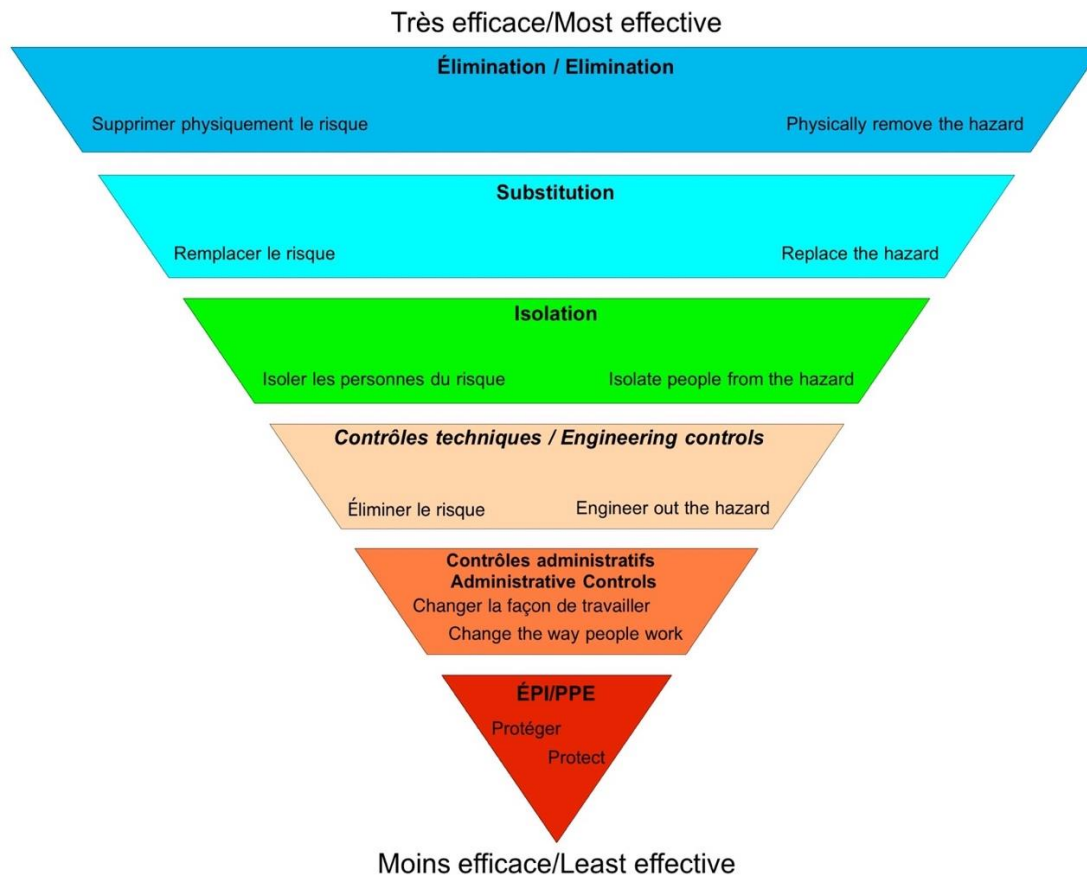 Très efficace/Most effective
Élimination / Elimination
Supprimer physiquement le risque
Physically remove the hazard
Substitution
Remplacer le risque
Replace the hazard
Isolation
Isoler les personnes du risque
Isolate people from the hazard
Contrôles techniques / Engineering controls
Éliminer le risque
Engineer out the hazard
Contrôles administratifs
Administrative Controls
Changer la façon de travailler
Change the way people work
ÉPI/PPE
Protéger
Protect
Moins efficace/Least effective